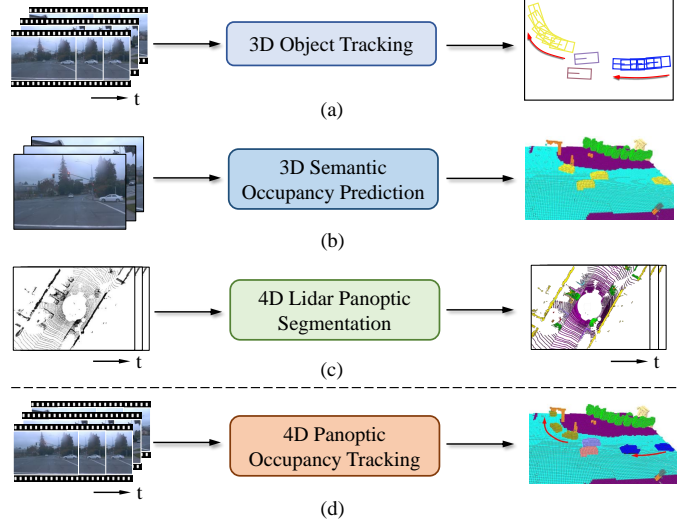 3D Object Tracking
t
(a)
3D Semantic
Occupancy Prediction
(b)
4D Lidar Panoptic
Segmentation
t
t
(c)
4D Panoptic
Occupancy Tracking
t
(d)